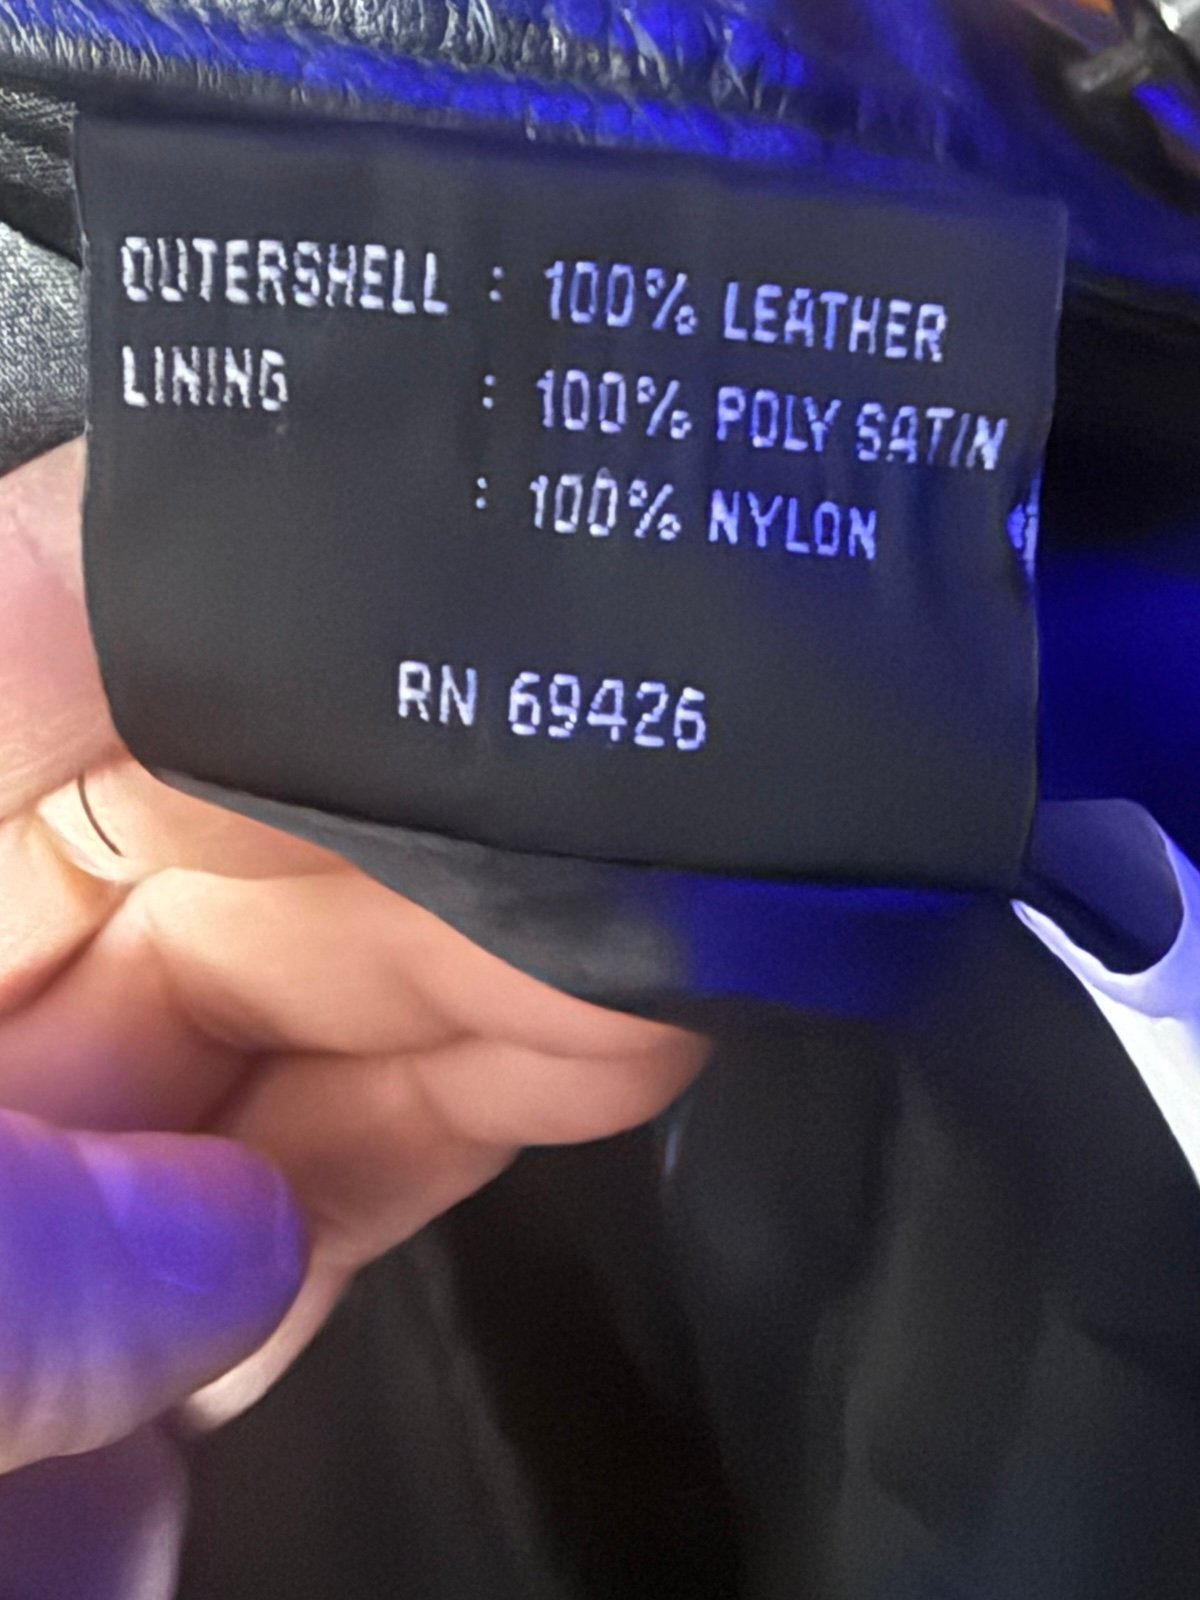 OUTERSHELL : 100% LEATHER
LINING : 100% POLY SATIN
: 100% NYLON
RN 69426